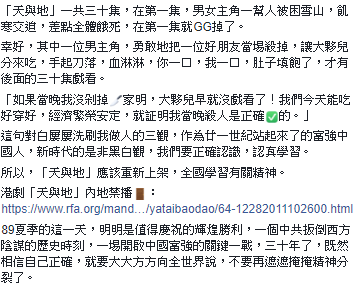 「天與地」一共三十集，在第一集，男女主角一幫人被困雪山，飢
寒交迫，差點全體餓死，在第一集就GG掉了。
幸好，其中一位男主角，勇敢地把一位好朋友當場殺掉，讓大夥兒
分來吃，手起刀落，血淋淋，你一口，我一口，肚子填飽了，才有
後面的三十集戲看。
「如果當晚我沒剁掉🔪家明，大夥兒早就沒戲看了！我們今天能吃
好穿好，經濟繁榮安定，就証明我當晚殺人是正確✅的。」
這句對白屢屢洗刷我做人的三觀，作為廿一世紀站起來了的富強中
國人，新時代的是非黑白觀，我們要正確認識，認真學習。
所以，「天與地」應該重新上架，全國學習有關精神。
港劇「天與地」內地禁播🚪：
https://www.rfa.org/mand…/yataibaodao/64-12282011102600.html
89夏季的這一天，明明是值得慶祝的輝煌勝利，一個中共扳倒西方
陰謀的歷史時刻，一場開啟中國富強的關鍵一戰，三十年了，既然
相信自己正確，就要大大方方向全世界說，不要再遮遮掩掩精神分
裂了。